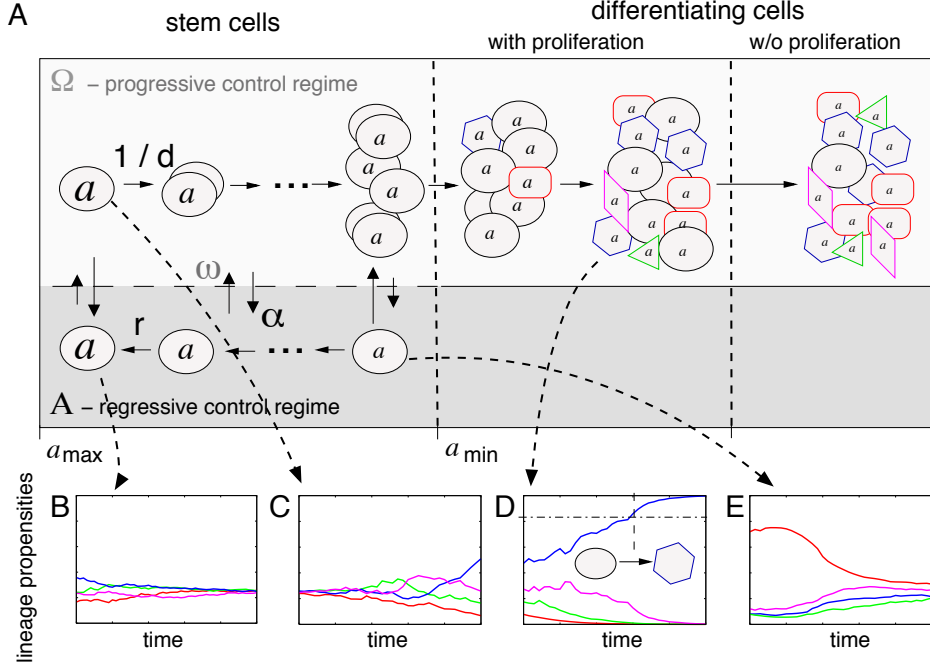 A
stem cells
differentiating cells
with proliferation
w/o proliferation
Ω – progressive control regime
1 / d
a a a a a a a a
a a a a a a
a a a a a a a a a
a a a a a a a a a
ω
α
r
a a ... a
A – regressive control regime
a max
a min
lineage propensities
B
C
D
E
time
time
time
time